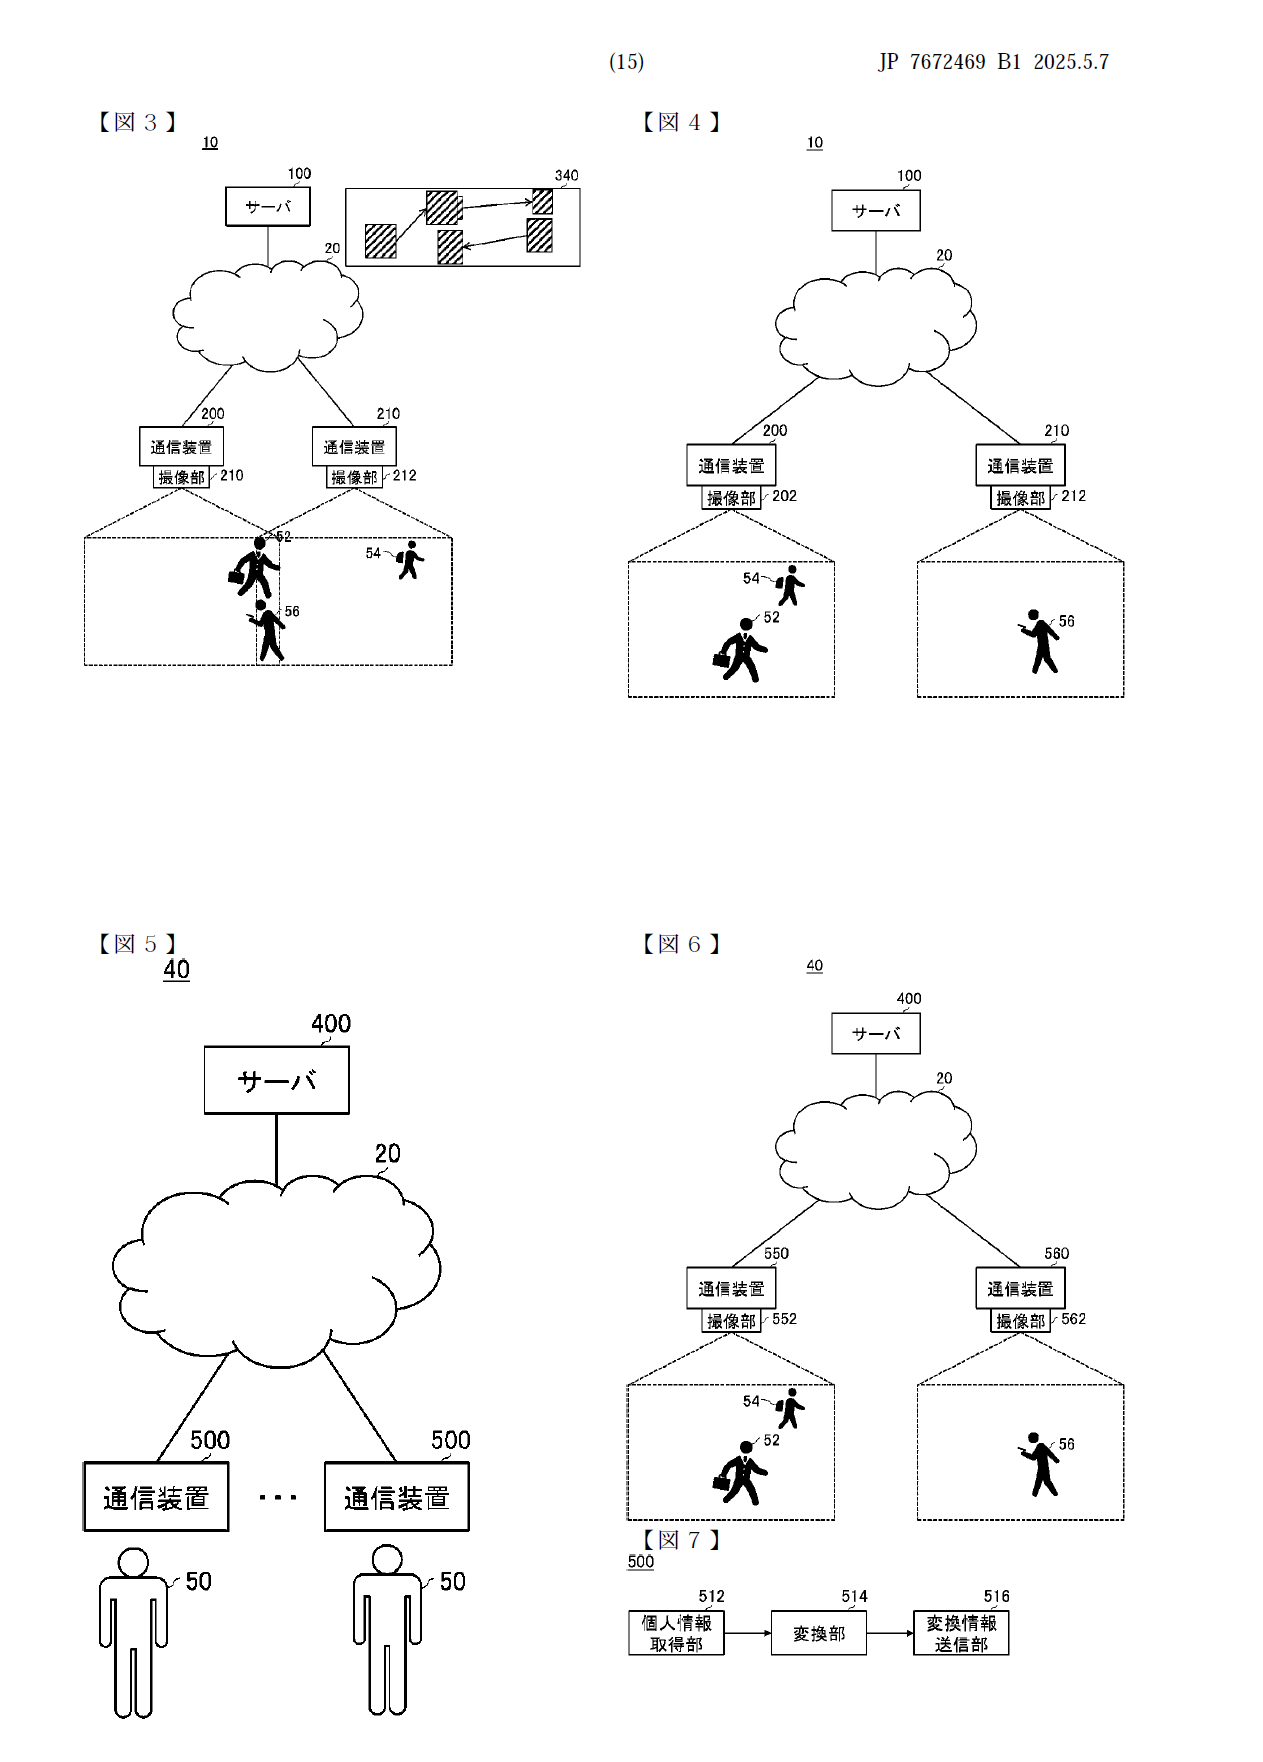 (15)
JP 7672469 B1 2025.5.7
【図3】
10
100
サーバ
340
20
200
通信装置
撮像部
210
210
通信装置
撮像部
212
52
54
56
【図4】
10
100
サーバ
20
200
通信装置
撮像部
202
210
通信装置
撮像部
212
54
52
56
【図5】
40
400
サーバ
20
500
通信装置
・・・
500
通信装置
50
50
【図6】
40
400
サーバ
20
550
通信装置
撮像部
552
560
通信装置
撮像部
562
54
52
56
【図7】
500
512
個人情報
取得部
514
変換部
516
変換情報
送信部